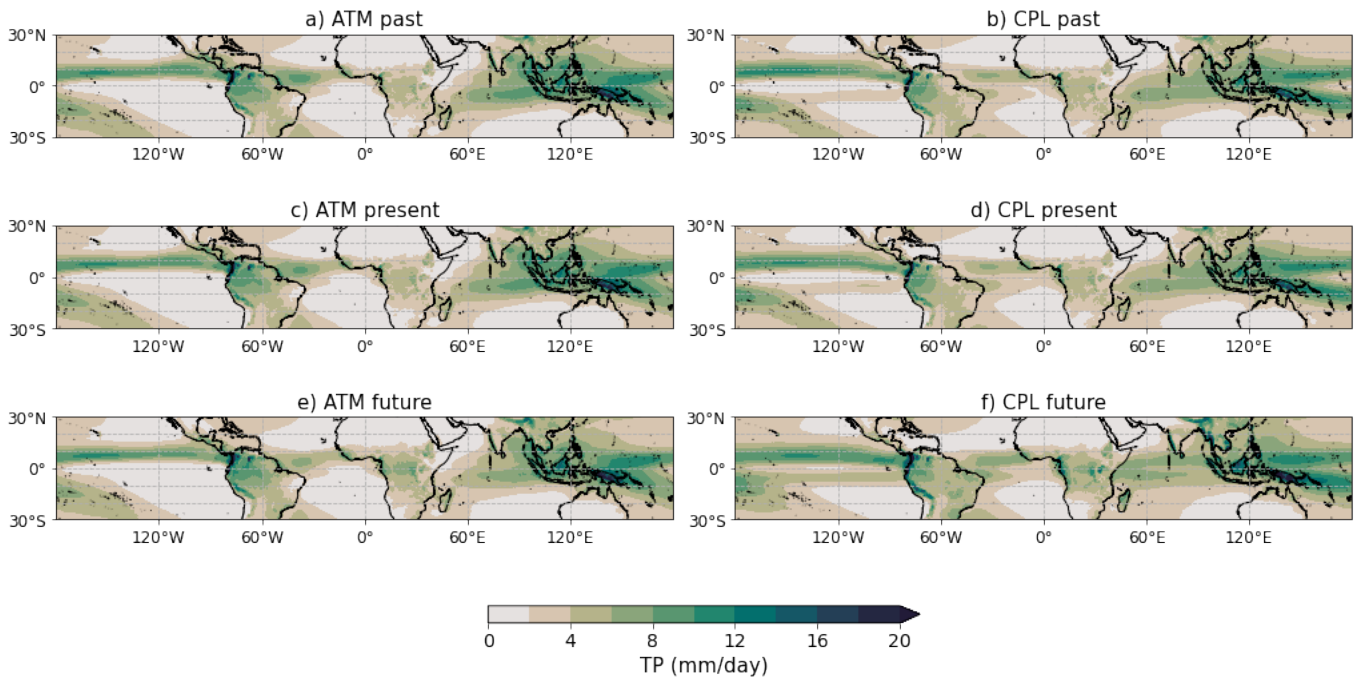 a) ATM past
b) CPL past
30°N
0°
30°S
120°W 60°W 0° 60°E 120°E
30°N
0°
30°S
120°W 60°W 0° 60°E 120°E
c) ATM present
d) CPL present
30°N
0°
30°S
120°W 60°W 0° 60°E 120°E
30°N
0°
30°S
120°W 60°W 0° 60°E 120°E
e) ATM future
f) CPL future
30°N
0°
30°S
120°W 60°W 0° 60°E 120°E
30°N
0°
30°S
120°W 60°W 0° 60°E 120°E
0 4 8 12 16 20
TP (mm/day)